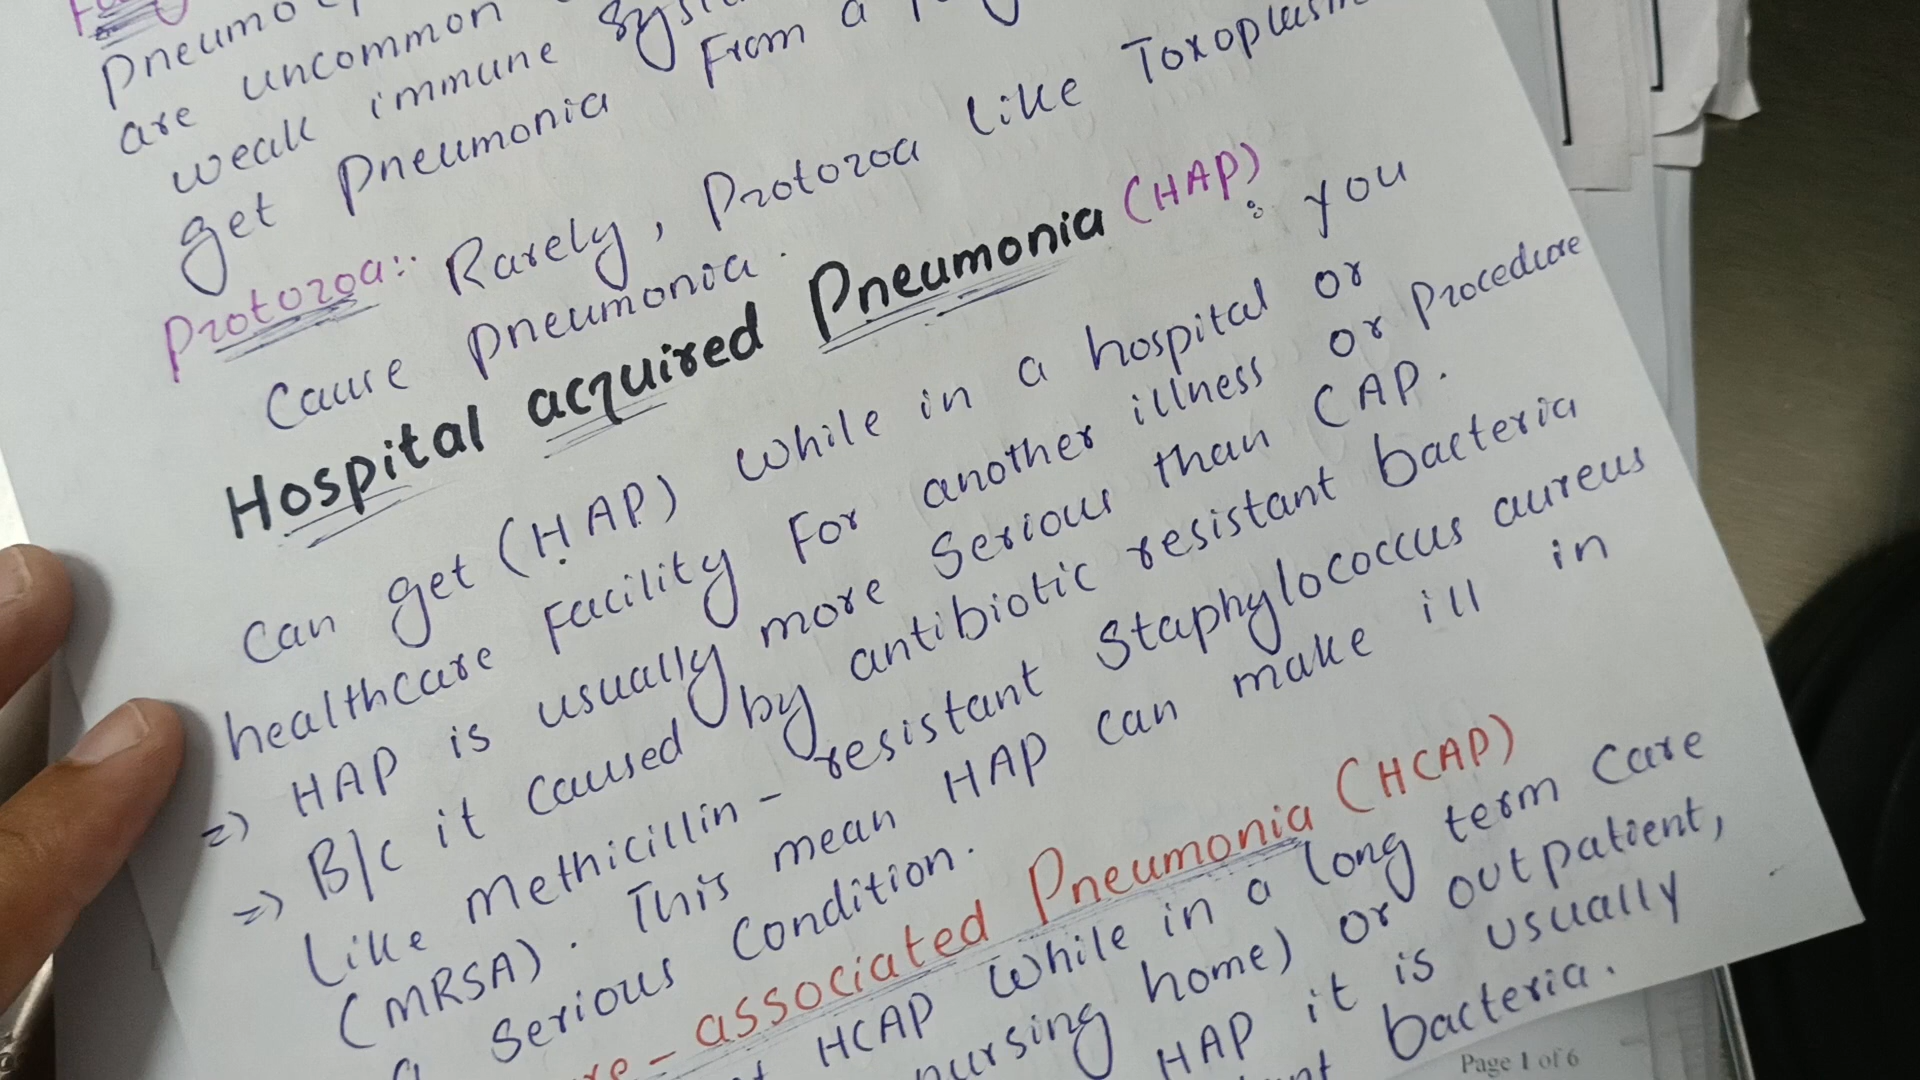 Pneumo
are uncommon
weak immune
get pneumonia From a
Protozoa:: Rarely, Protozoa like
Cause pneumonia.
Hospital acquired Pneumonia (HAP) : you
can get (HAP) while in a hospital or
healthcare Facility For another illness or Procedure
=) HAP is usually more Serious than CAP.
=) B/c it caused by antibiotic resistant bacteria
like Methicillin - resistant Staphylococcus aureus
(MRSA). This mean HAP can make ill in
a Serious Condition.
- associated Pneumonia (HCAP)
HCAP while in a long term care
nursing home) or outpatient,
HAP it is usually
bacteria.
Page 1 of 6